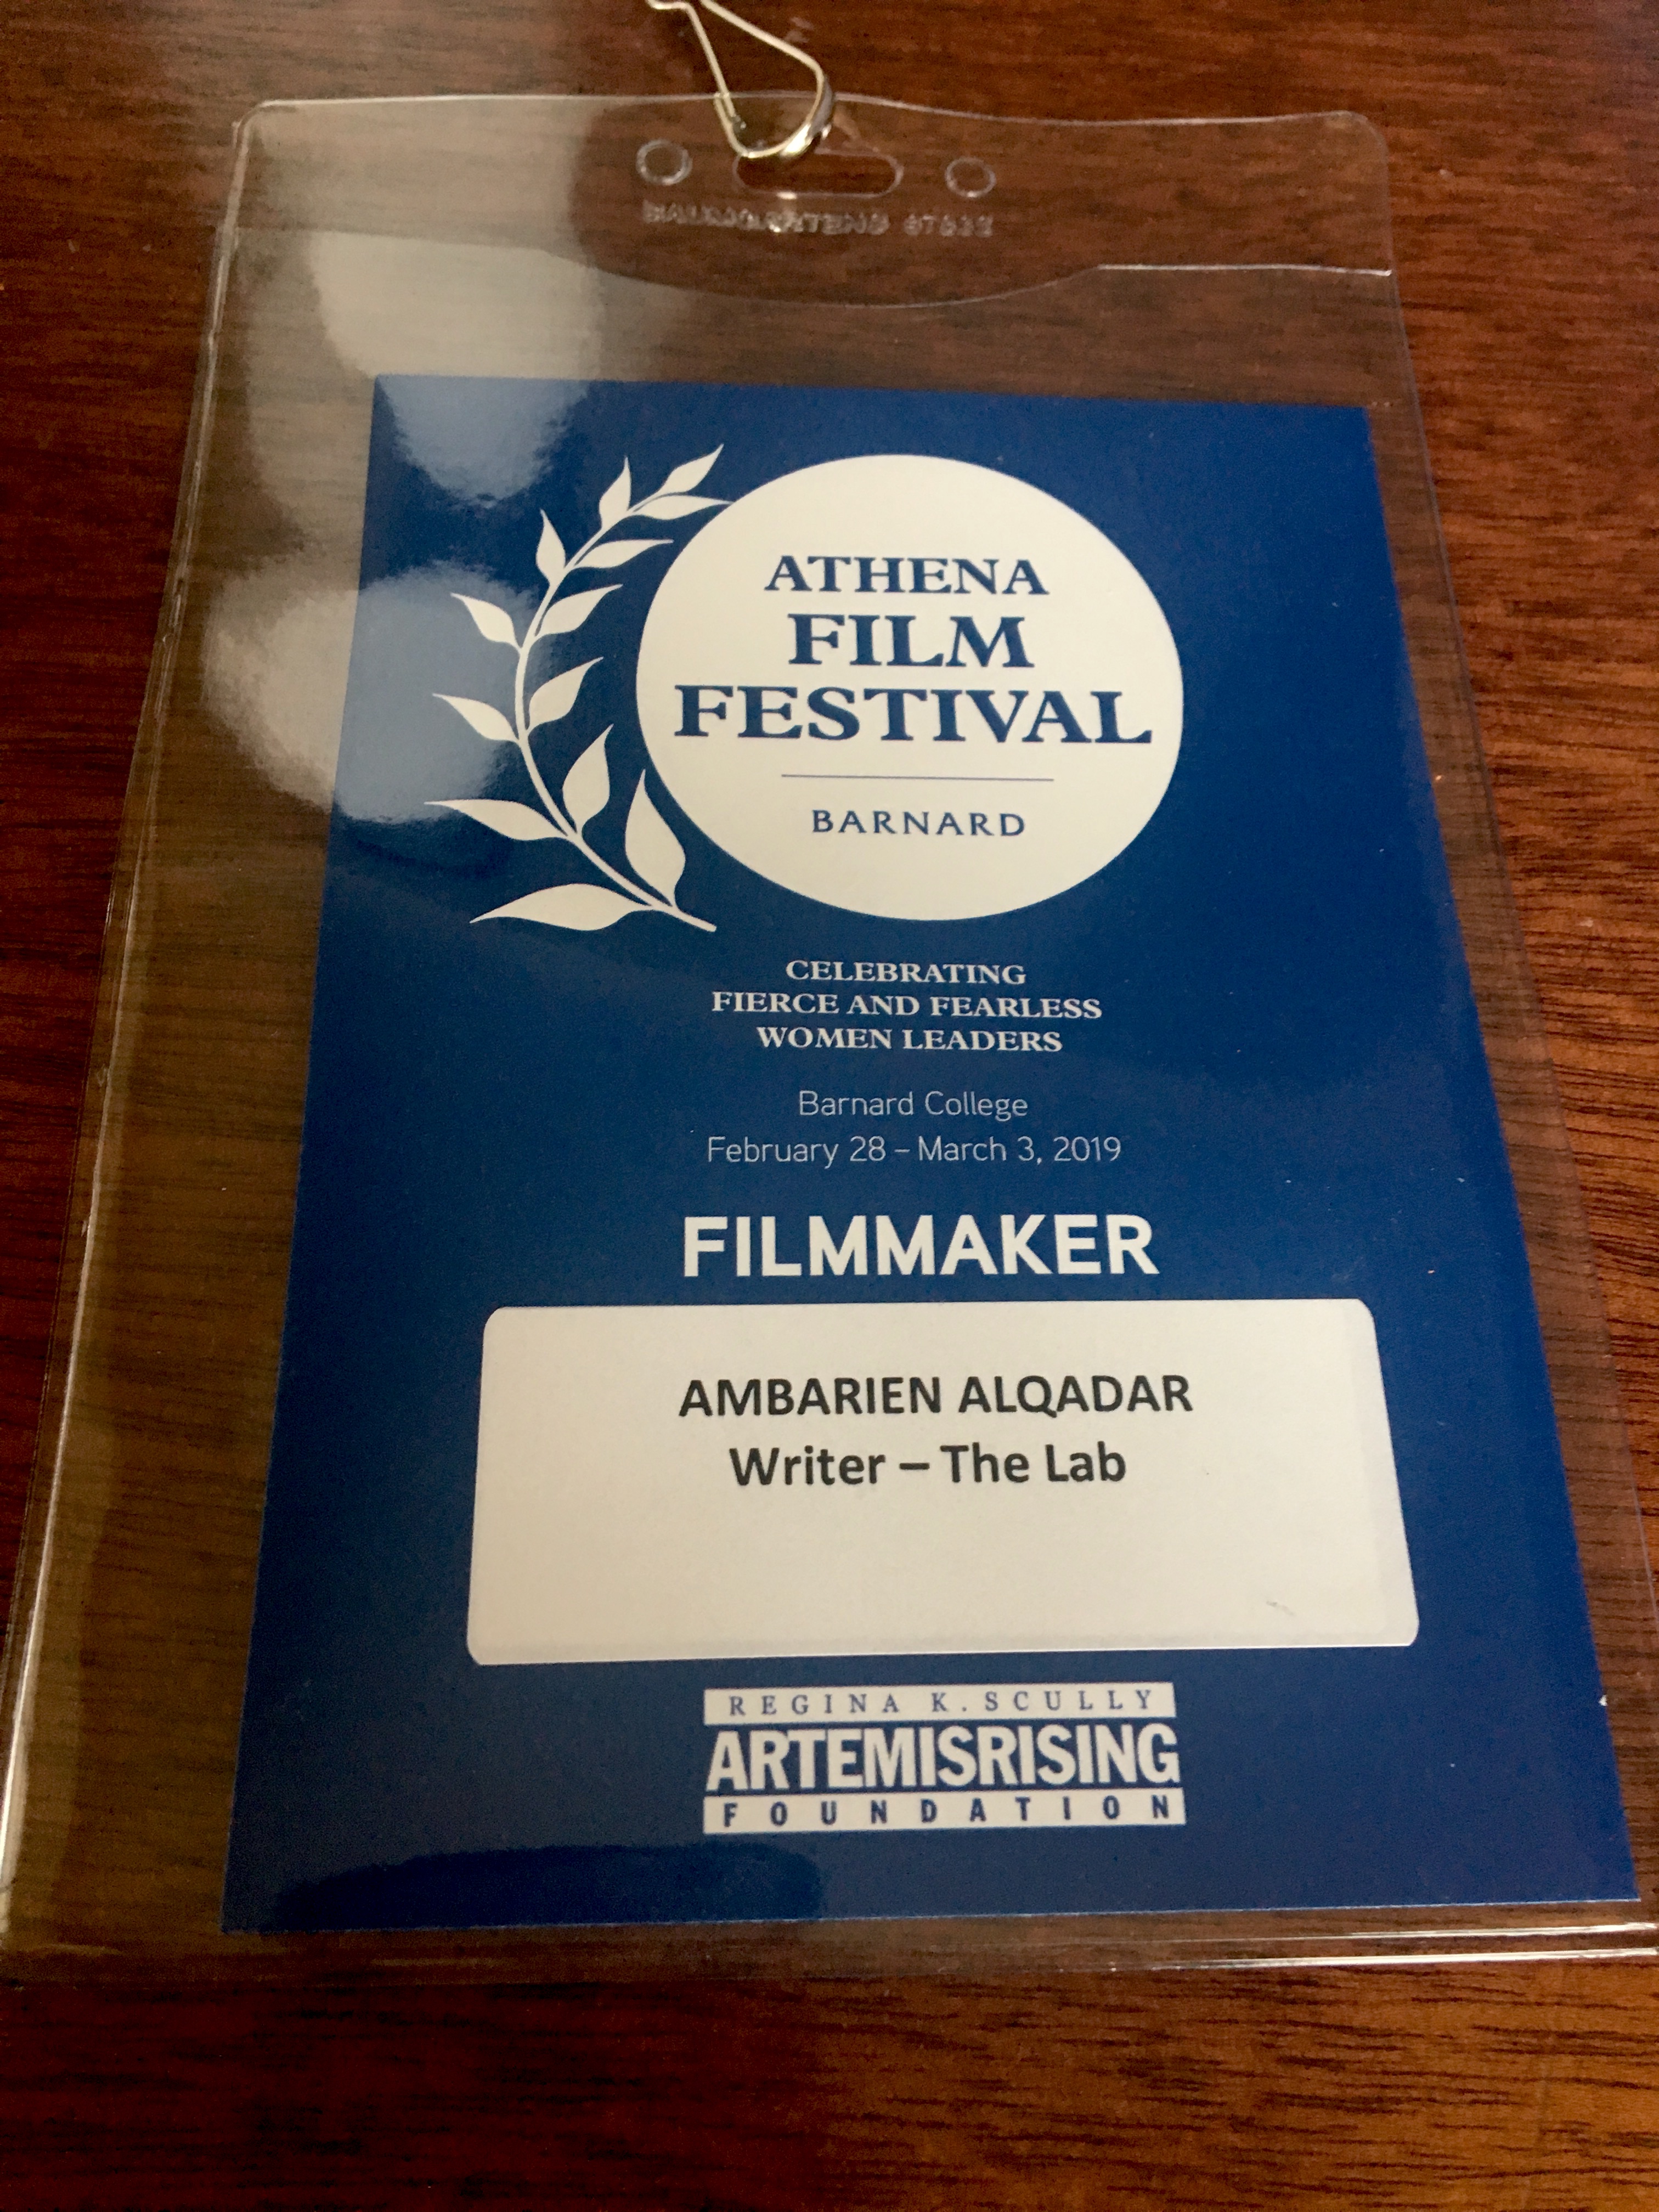 BAUMGARTENS
ATHENA
FILM
FESTIVAL
BARNARD
CELEBRATING
FIERCE AND FEARLESS
WOMEN LEADERS
Barnard College
February 28 – March 3, 2019
FILMMAKER
AMBARIEN ALQADAR
Writer – The Lab
REGINA K. SCULLY
ARTEMISRISING
FOUNDATION